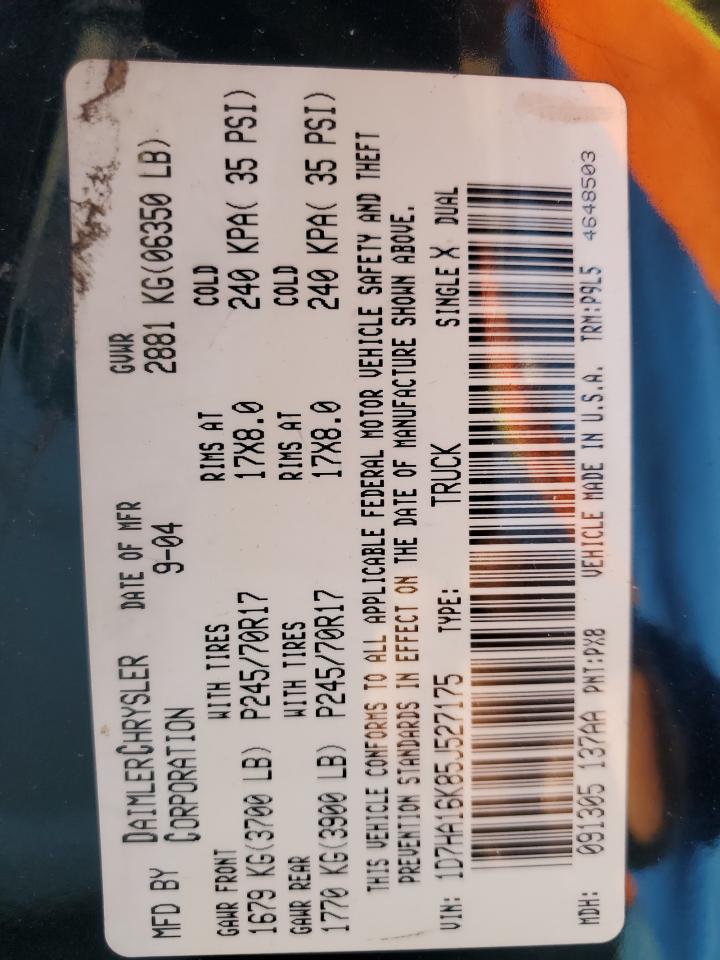 MFD BY DAIMLERCHRYSLER CORPORATION DATE OF MFR 9-04 GVWR 2881 KG(06350 LB)
GAWR FRONT WITH TIRES RIMS AT COLD
1679 KG(3700 LB) P245/70R17 17X8.0 240 KPA( 35 PSI)
GAWR REAR WITH TIRES RIMS AT COLD
1770 KG(3900 LB) P245/70R17 17X8.0 240 KPA( 35 PSI)
THIS VEHICLE CONFORMS TO ALL APPLICABLE FEDERAL MOTOR VEHICLE SAFETY AND THEFT
PREVENTION STANDARDS IN EFFECT ON THE DATE OF MANUFACTURE SHOWN ABOVE.
VIN: 1D7HA16K85J527175 TYPE: TRUCK SINGLE X DUAL
MDH: 091305 137AA PNT:PX8 VEHICLE MADE IN U.S.A. TRM:P9L5 4648503